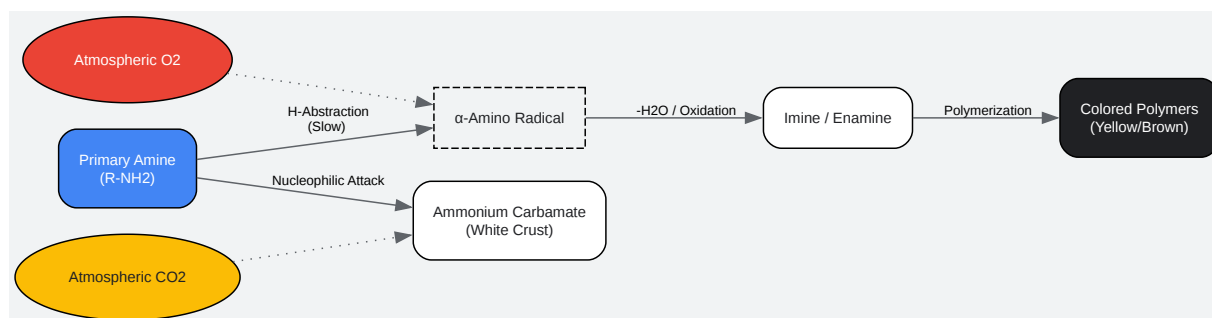 Atmospheric O2
H-Abstraction
(Slow)
α-Amino Radical
-H2O / Oxidation
Imine / Enamine
Polymerization
Colored Polymers
(Yellow/Brown)
Primary Amine
(R-NH2)
Nucleophilic Attack
Ammonium Carbamate
(White Crust)
Atmospheric CO2